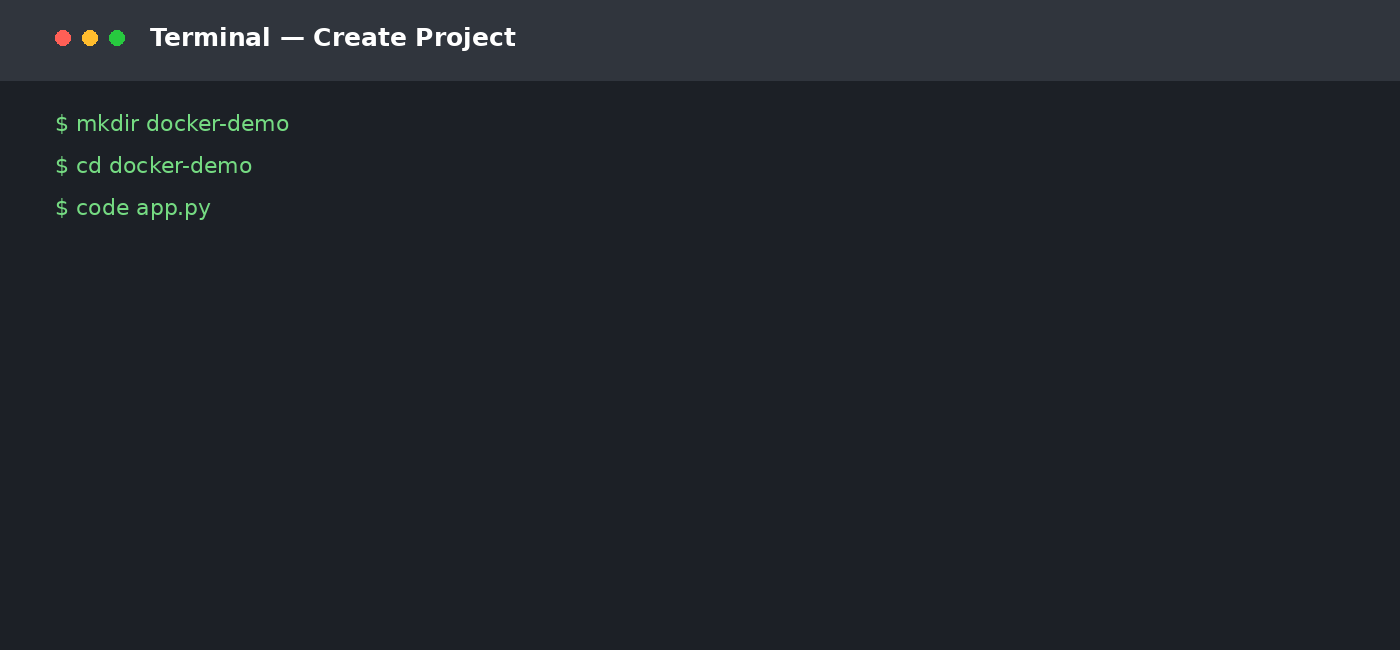 Terminal — Create Project
$ mkdir docker-demo
$ cd docker-demo
$ code app.py